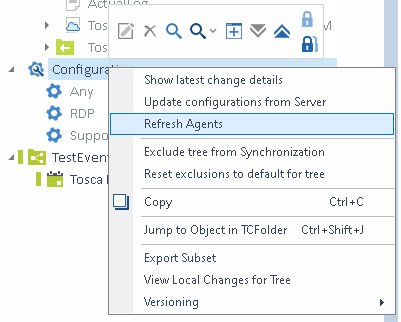 ActualLog
Tos M
Tos
Configurati
Any
RDP
Suppo
TestEven
Tosca
Show latest change details
Update configurations from Server
Refresh Agents
Exclude tree from Synchronization
Reset exclusions to default for tree
Copy Ctrl+C
Jump to Object in TCFolder Ctrl+Shift+J
Export Subset
View Local Changes for Tree
Versioning